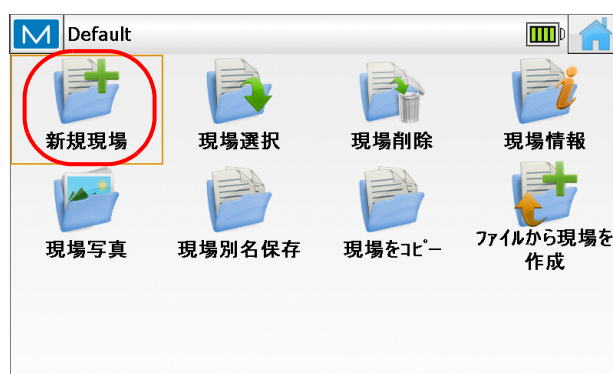 Default
新規現場
現場選択
現場削除
現場情報
現場写真
現場別名保存
現場をｺﾋﾟｰ
ﾌｧｲﾙから現場を
作成